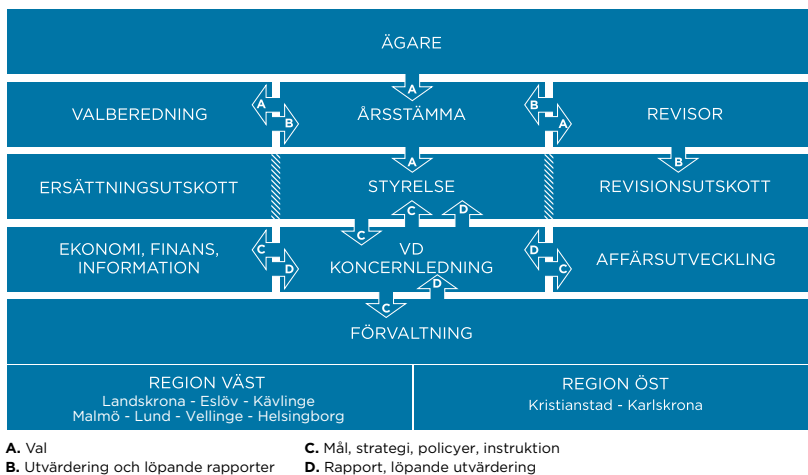 ÄGARE
A
VALBEREDNING
A
B
ÅRSSTÄMMA
B
A
REVISOR
A
B
ERSÄTTNINGSUTSKOTT
STYRELSE
REVISIONSUTSKOTT
C
D
C
EKONOMI, FINANS,
INFORMATION
C
D
VD
KONCERNLEDNING
D
C
AFFÄRSUTVECKLING
D
C
FÖRVALTNING
REGION VÄST
Landskrona - Eslöv - Kävlinge
Malmö - Lund - Vellinge - Helsingborg
REGION ÖST
Kristianstad - Karlskrona
A. Val
B. Utvärdering och löpande rapporter
C. Mål, strategi, policyer, instruktion
D. Rapport, löpande utvärdering